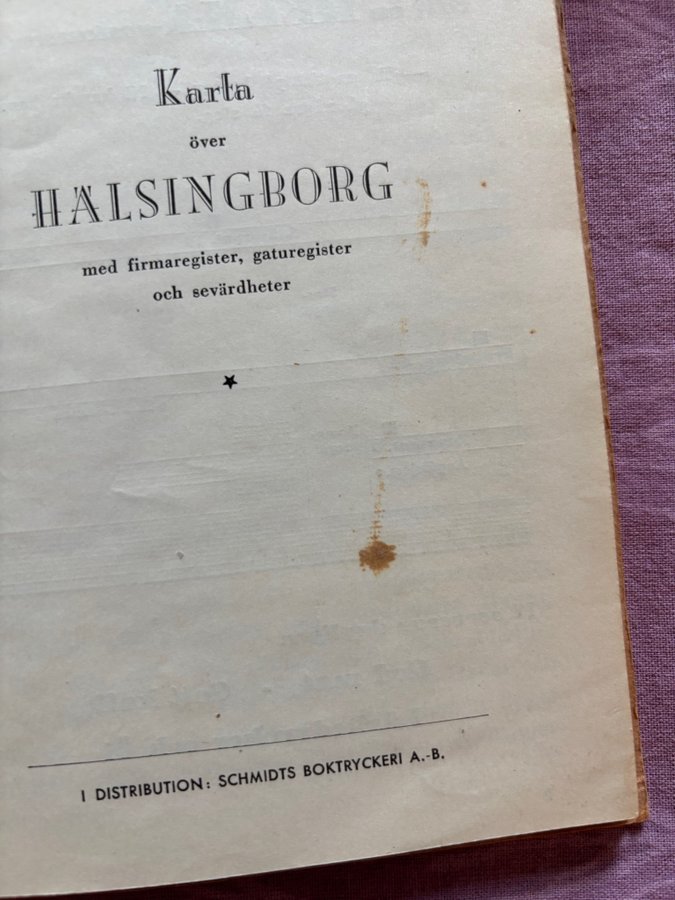 Karta
över
HÄLSINGBORG
med firmaregister, gaturegister
och sevärdheter
I DISTRIBUTION: SCHMIDTS BOKTRYCKERI A.-B.